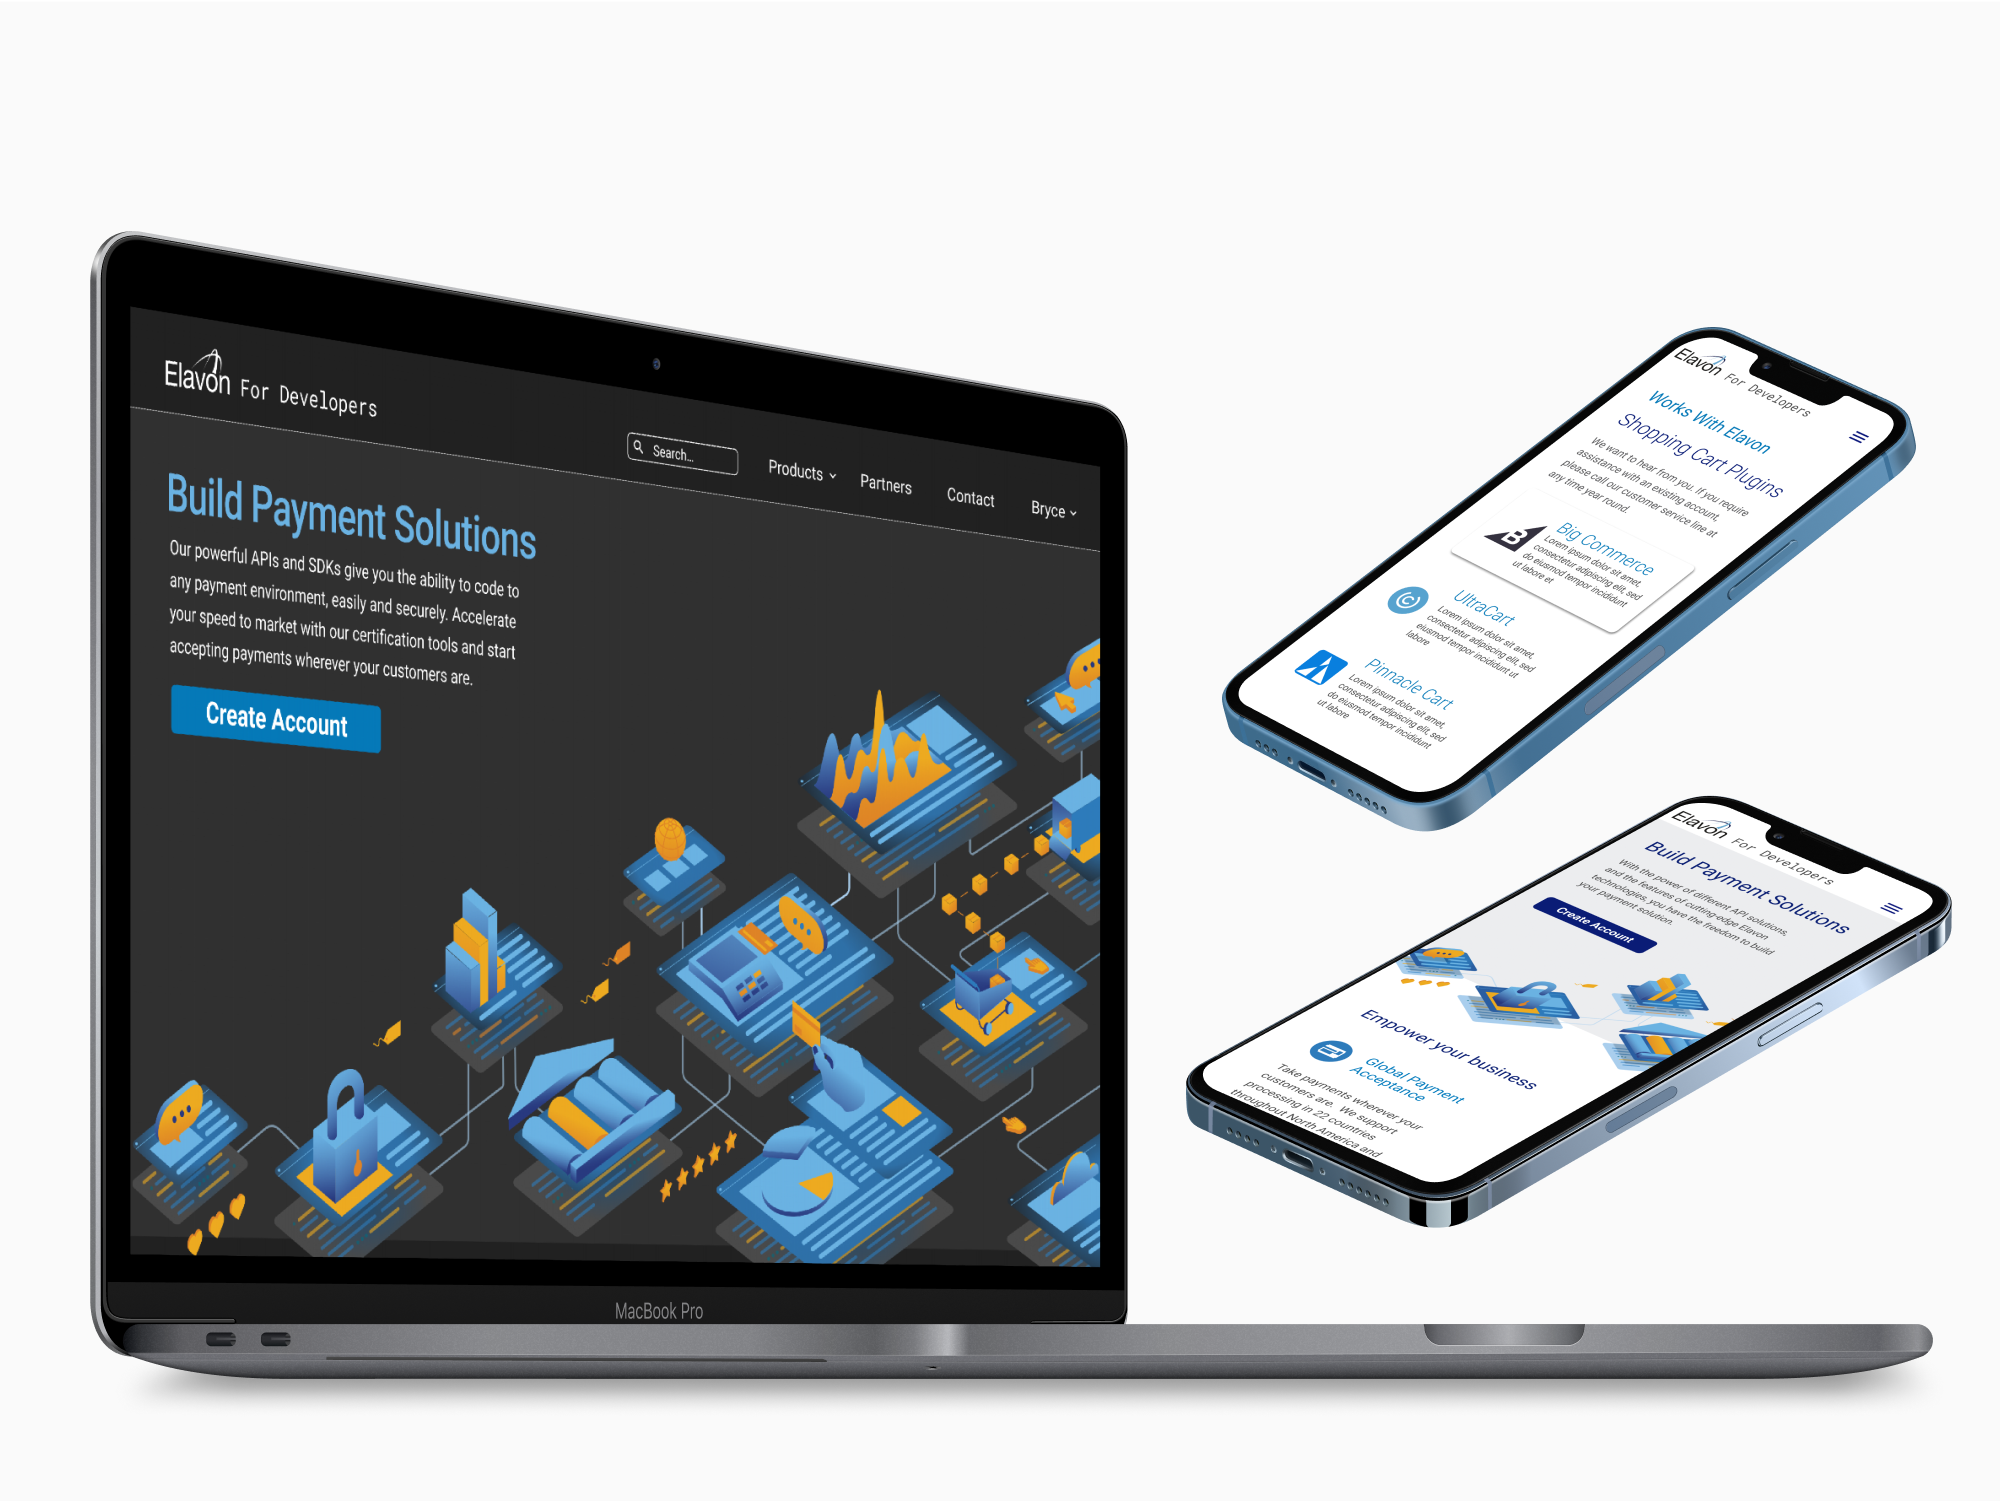 Elavon For Developers
Search...
Products
Partners
Contact
Bryce
Build Payment Solutions
Our powerful APIs and SDKs give you the ability to code to
any payment environment, easily and securely. Accelerate
your speed to market with our certification tools and start
accepting payments wherever your customers are.
Create Account
MacBook Pro
Elavon For Developers
Works With Elavon
Shopping Cart Plugins
We want to hear from you. If you require
assistance with an existing account,
please call our customer service line at
any time year round.
B
Big Commerce
Lorem ipsum dolor sit amet,
consectetur adipiscing elit, sed
do eiusmod tempor incididunt
ut labore et
C
UltraCart
Lorem ipsum dolor sit amet,
consectetur adipiscing elit, sed
eiusmod tempor incididunt ut
labore
Pinnacle Cart
Lorem ipsum dolor sit amet,
consectetur adipiscing elit, sed
do eiusmod tempor incididunt
ut labore
Elavon For Developers
Build Payment Solutions
With the power of different API solutions,
and the features of cutting-edge Elavon
technologies, you have the freedom to build
your payment solution.
Create Account
Empower your business
Global Payment
Acceptance
Take payments wherever your
customers are. We support
processing in 22 countries
throughout North America and